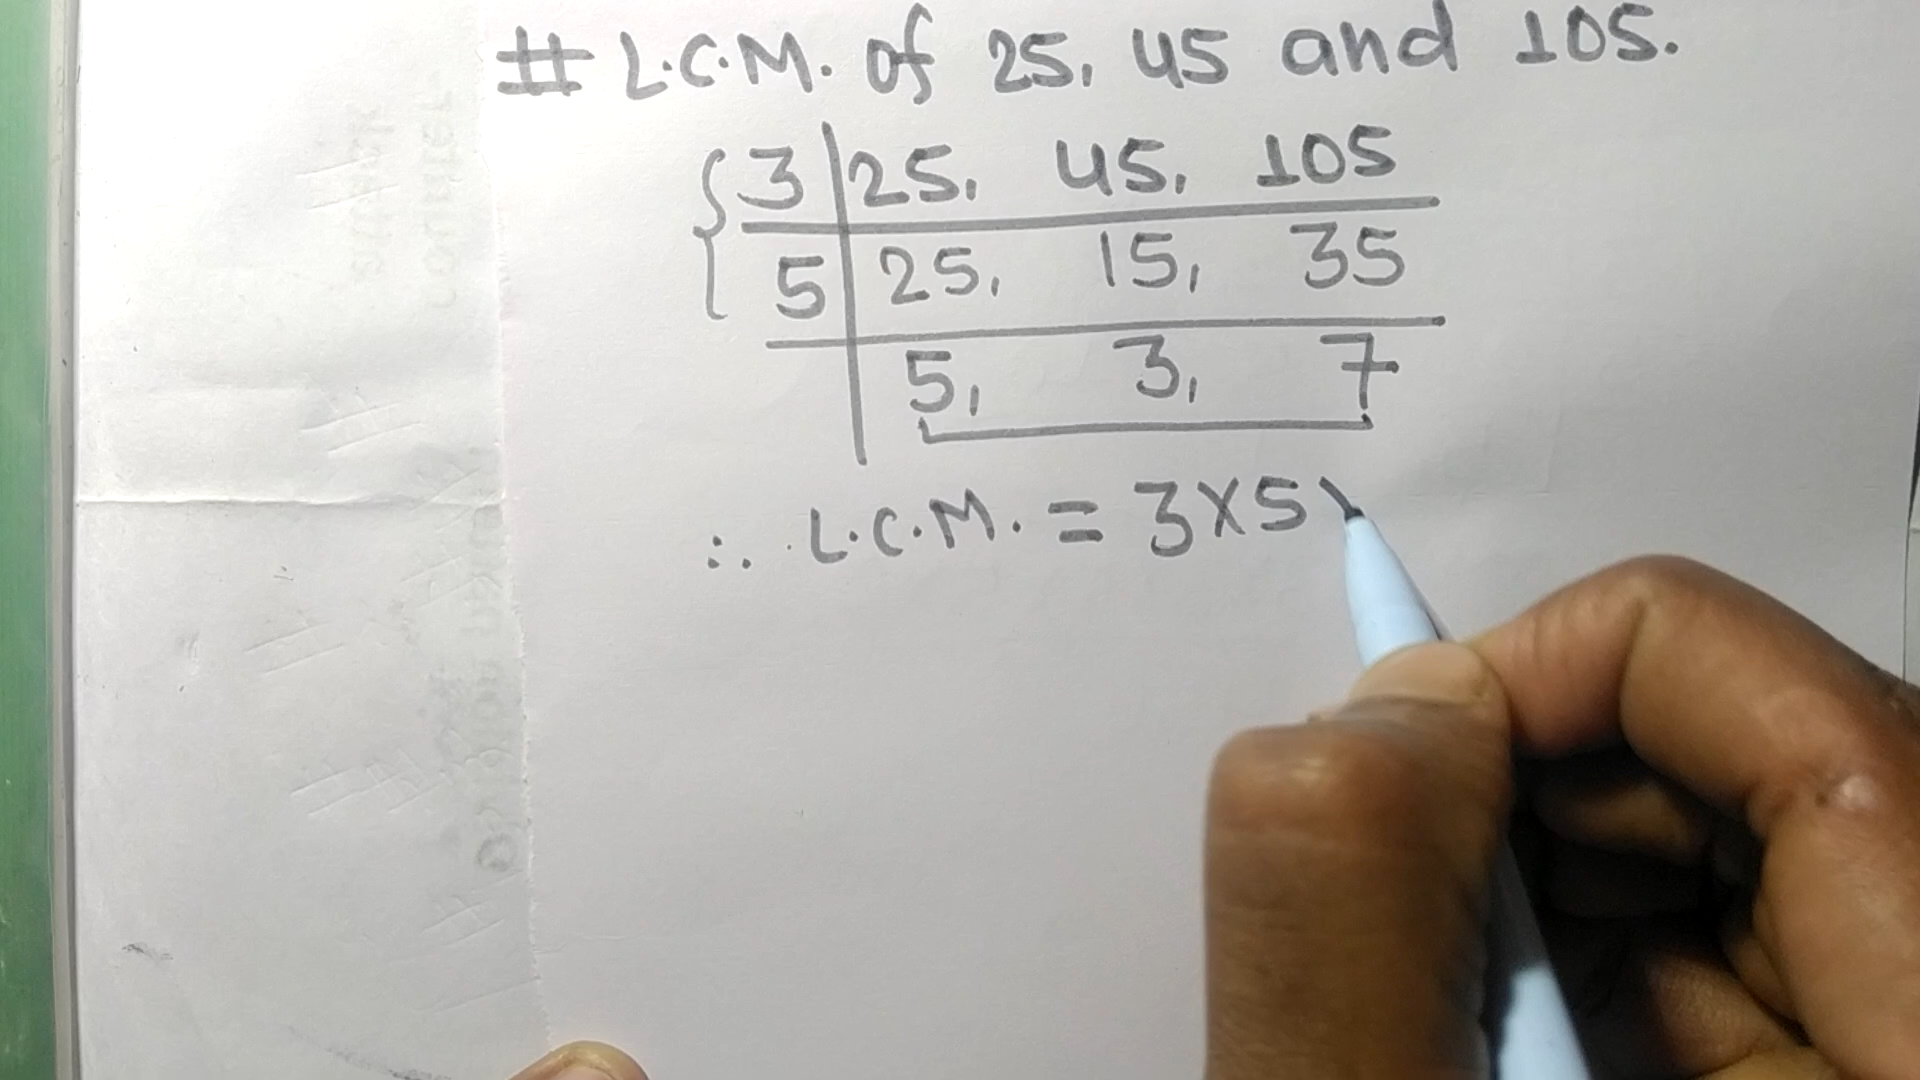 # L.C.M. of 25, 45 and 105.
3 25, 45, 105
5 25, 15, 35
5, 3, 7
∴ L.C.M. = 3×5